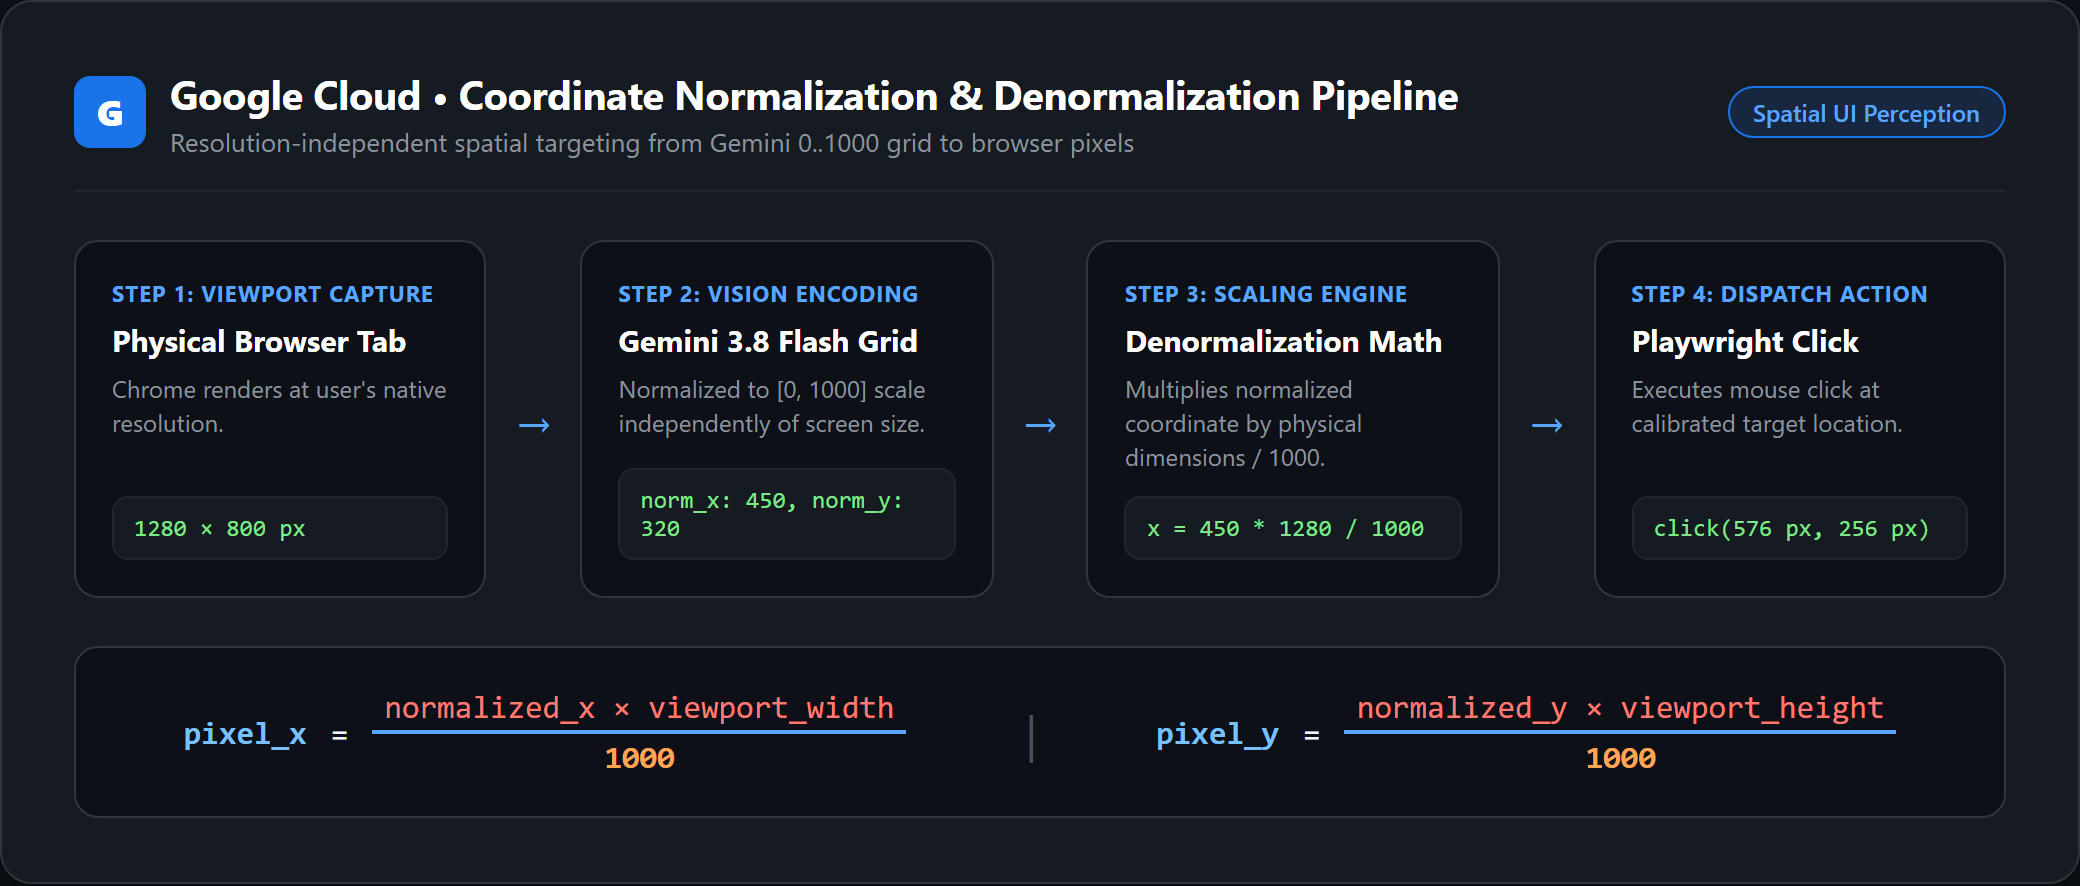 G
Google Cloud • Coordinate Normalization & Denormalization Pipeline
Resolution-independent spatial targeting from Gemini 0..1000 grid to browser pixels
Spatial UI Perception
STEP 1: VIEWPORT CAPTURE
Physical Browser Tab
Chrome renders at user's native
resolution.
1280 × 800 px
→
STEP 2: VISION ENCODING
Gemini 3.8 Flash Grid
Normalized to [0, 1000] scale
independently of screen size.
norm_x: 450, norm_y:
320
→
STEP 3: SCALING ENGINE
Denormalization Math
Multiplies normalized
coordinate by physical
dimensions / 1000.
x = 450 * 1280 / 1000
→
STEP 4: DISPATCH ACTION
Playwright Click
Executes mouse click at
calibrated target location.
click(576 px, 256 px)
normalized_x × viewport_width
pixel_x =
1000
|
normalized_y × viewport_height
pixel_y =
1000